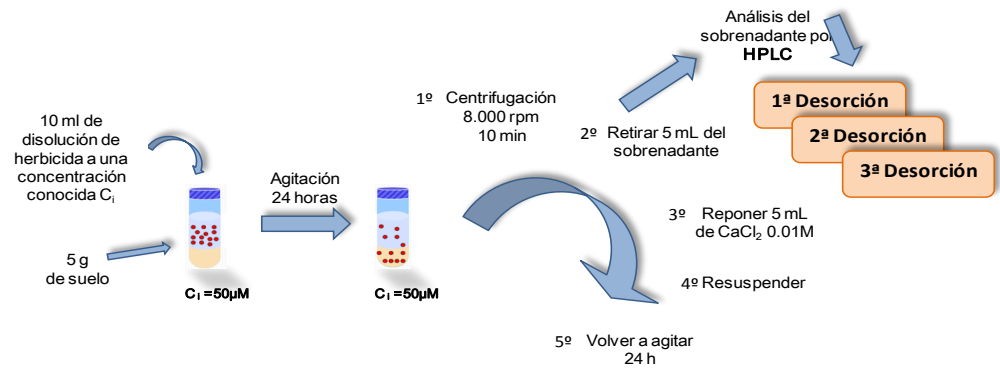 10 ml de
disolución de
herbicida a una
concentración
conocida Cᵢ
5 g
de suelo
Cᵢ =50µM
Agitación
24 horas
Cᵢ =50µM
1º Centrifugación
8.000 rpm
10 min
2º Retirar 5 mL del
sobrenadante
Análisis del
sobrenadante por
HPLC
1ª Desorción
2ª Desorción
3ª Desorción
3º Reponer 5 mL
de CaCl₂ 0.01M
4º Resuspender
5º Volver a agitar
24 h